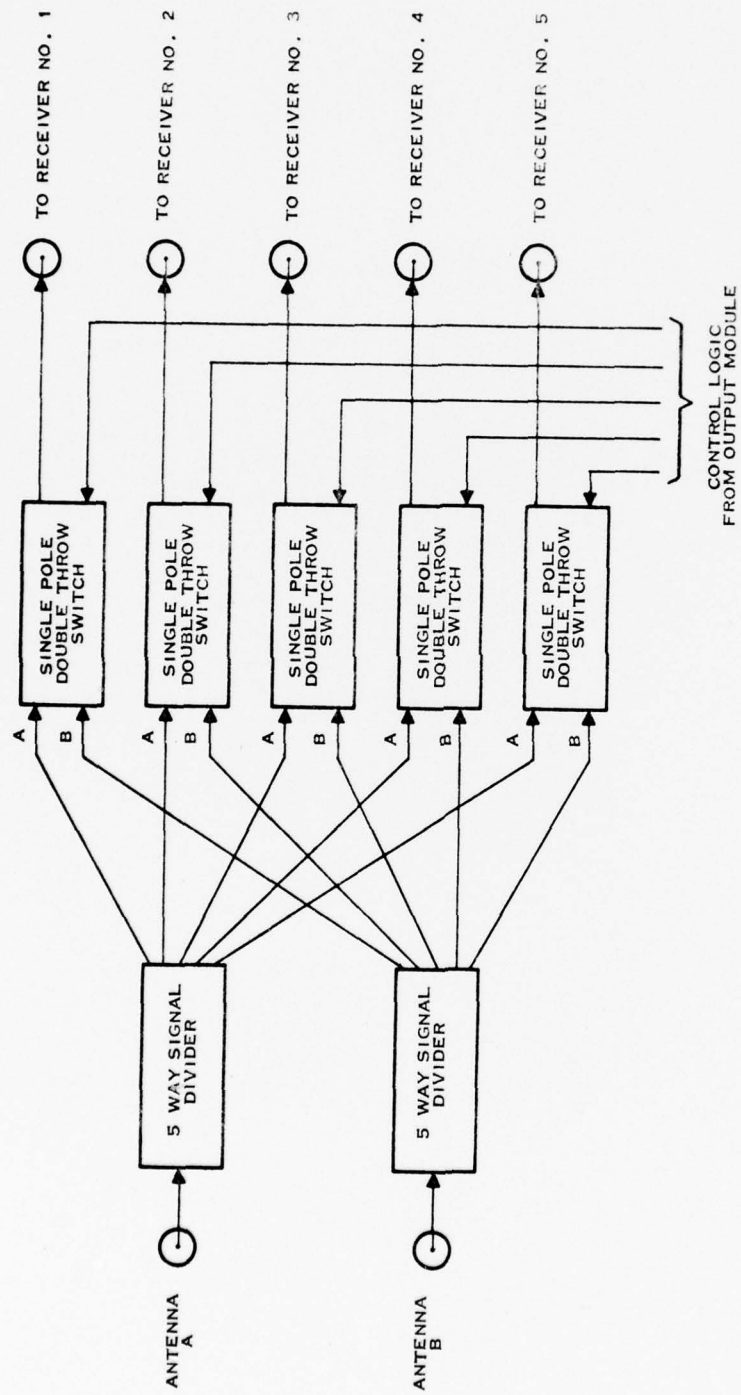 ANTENNA
A
ANTENNA
B
5 WAY SIGNAL
DIVIDER
5 WAY SIGNAL
DIVIDER
A
B
A
B
A
B
A
B
A
B
SINGLE POLE
DOUBLE THROW
SWITCH
SINGLE POLE
DOUBLE THROW
SWITCH
SINGLE POLE
DOUBLE THROW
SWITCH
SINGLE POLE
DOUBLE THROW
SWITCH
SINGLE POLE
DOUBLE THROW
SWITCH
TO RECEIVER NO. 1
TO RECEIVER NO. 2
TO RECEIVER NO. 3
TO RECEIVER NO. 4
TO RECEIVER NO. 5
CONTROL LOGIC
FROM OUTPUT MODULE